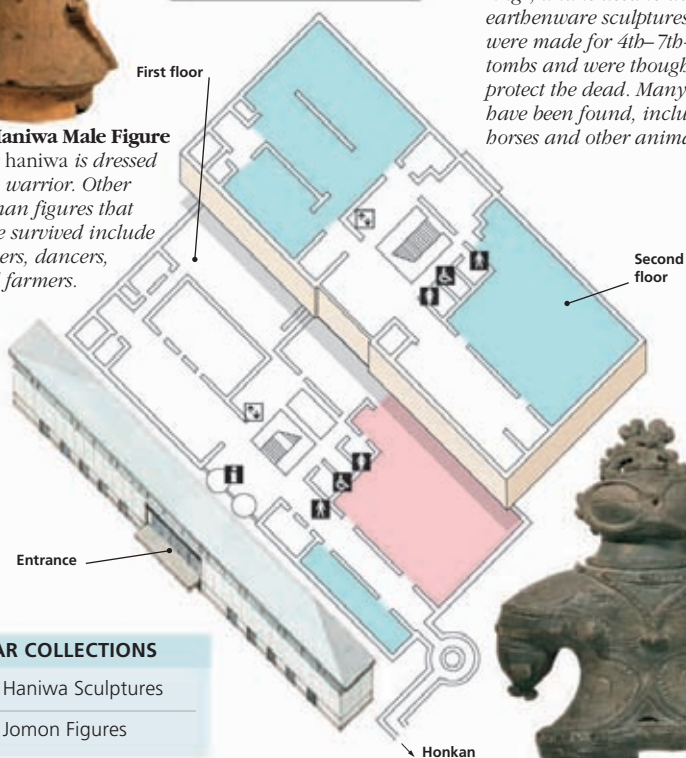 earthenware sculptures
were made for 4th–7th-
tombs and were though
protect the dead. Many
have been found, inclu
horses and other anima
First floor
Haniwa Male Figure
haniwa is dressed
warrior. Other
man figures that
e survived include
ers, dancers,
farmers.
Second
floor
Entrance
AR COLLECTIONS
Haniwa Sculptures
Jomon Figures
Honkan